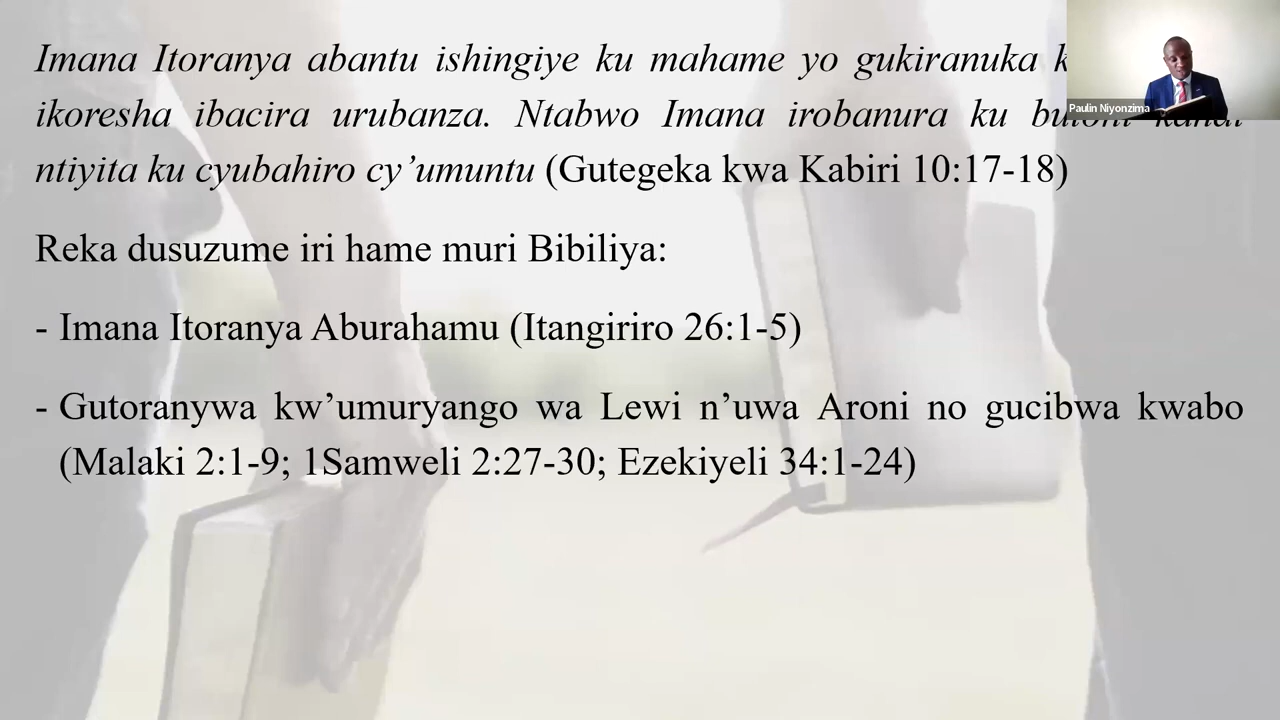 Imana Itoranya abantu ishingiye ku mahame yo gukiranuka
ikoresha ibacira urubanza. Ntabwo Imana irobanura ku
ntiyita ku cyubahiro cy’umuntu (Gutegeka kwa Kabiri 10:17-18)
Reka dusuzume iri hame muri Bibiliya:
- Imana Itoranya Aburahamu (Itangiriro 26:1-5)
- Gutoranywa kw’umuryango wa Lewi n’uwa Aroni no gucibwa kwabo
(Malaki 2:1-9; 1Samweli 2:27-30; Ezekiyeli 34:1-24)
Paulin Niyonzima